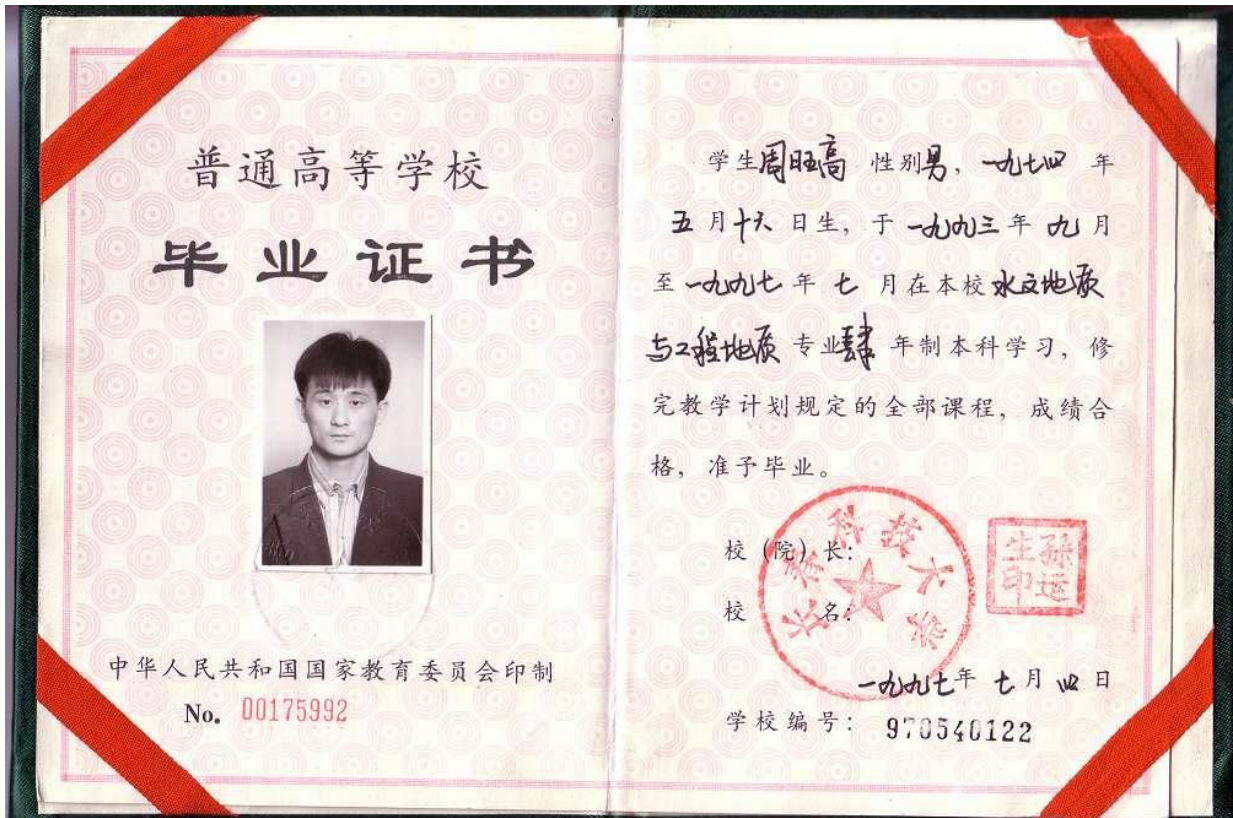 普通高等学校
毕业证书
中华人民共和国国家教育委员会印制
No. 00175992
学生周旺高 性别男，一九七四 年
五 月十六 日生，于 一九九三 年 九 月
至 一九九七 年 七 月在本校 水文地质
与工程地质 专业肆 年制本科学习，修
完教学计划规定的全部课程，成绩合
格，准予毕业。
校（院）长：
孙运生印
校 名：
长春科技大学
一九九七年 七 月 四 日
学校编号： 970540122